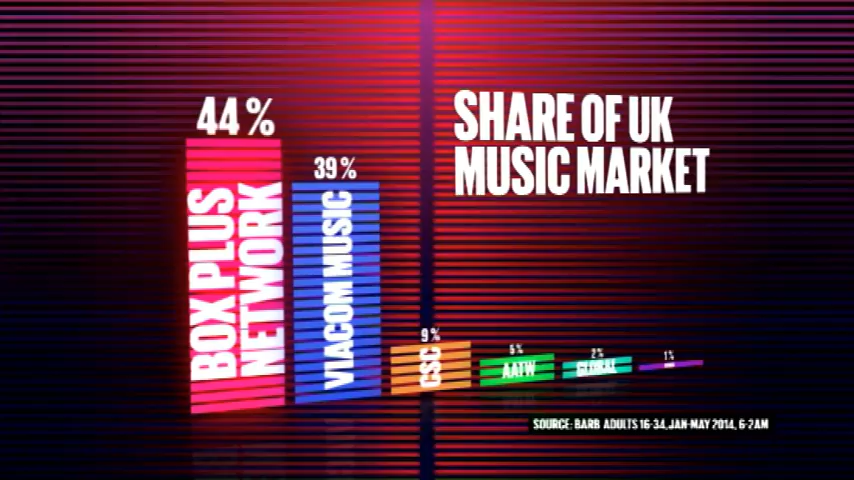 SHARE OF UK
MUSIC MARKET
44%
BOX PLUS
NETWORK
39%
VIACOM MUSIC
9%
CSC
5%
AATW
2%
GLOBAL
1%
SOURCE: BARB ADULTS 16-34, JAN-MAY 2014, 6-2AM